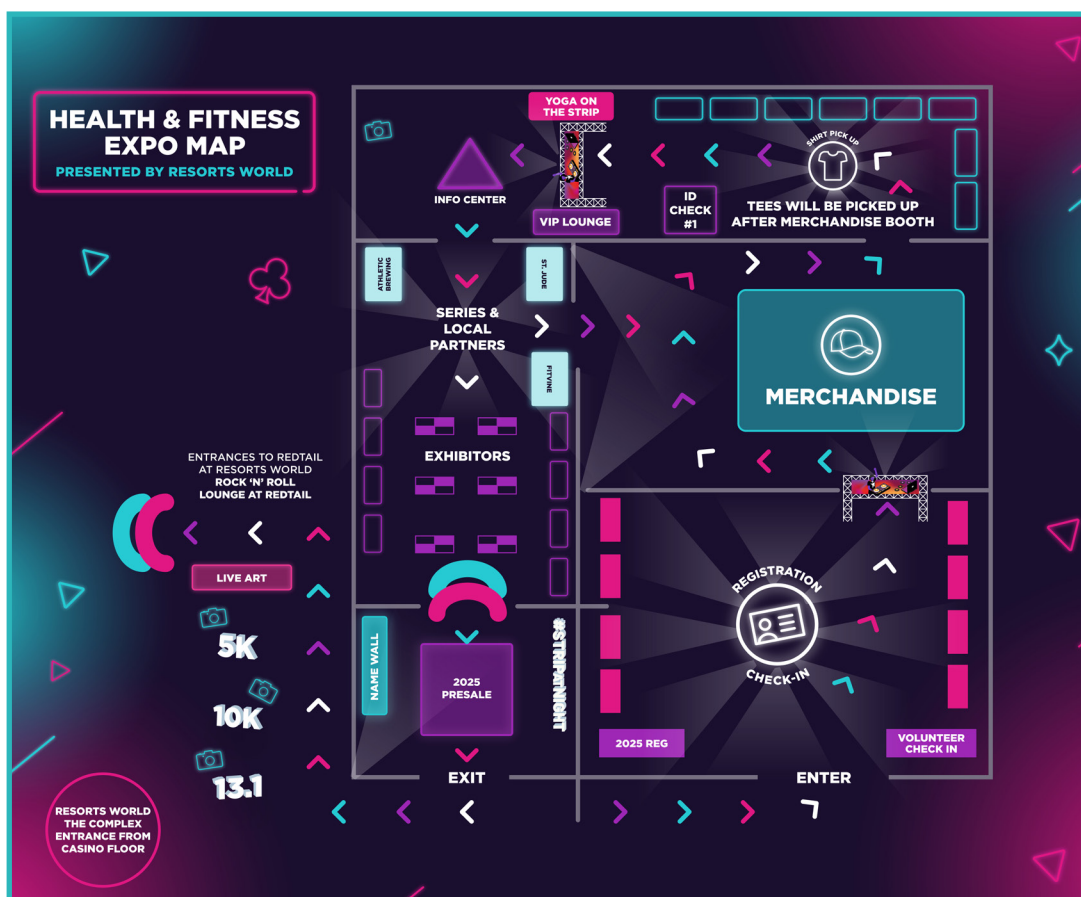 HEALTH & FITNESS
EXPO MAP
PRESENTED BY RESORTS WORLD
YOGA ON
THE STRIP
INFO CENTER
VIP LOUNGE
ID
CHECK
#1
SHIRT PICK UP
TEES WILL BE PICKED UP
AFTER MERCHANDISE BOOTH
ATHLETIC
BREWING
ST. JUDE
SERIES &
LOCAL
PARTNERS
FITVINE
MERCHANDISE
EXHIBITORS
ENTRANCES TO REDTAIL
AT RESORTS WORLD
ROCK 'N' ROLL
LOUNGE AT REDTAIL
LIVE ART
5K
10K
13.1
NAME WALL
2025
PRESALE
#STRIPATNIGHT
REGISTRATION
CHECK-IN
2025 REG
VOLUNTEER
CHECK IN
EXIT
ENTER
RESORTS WORLD
THE COMPLEX
ENTRANCE FROM
CASINO FLOOR